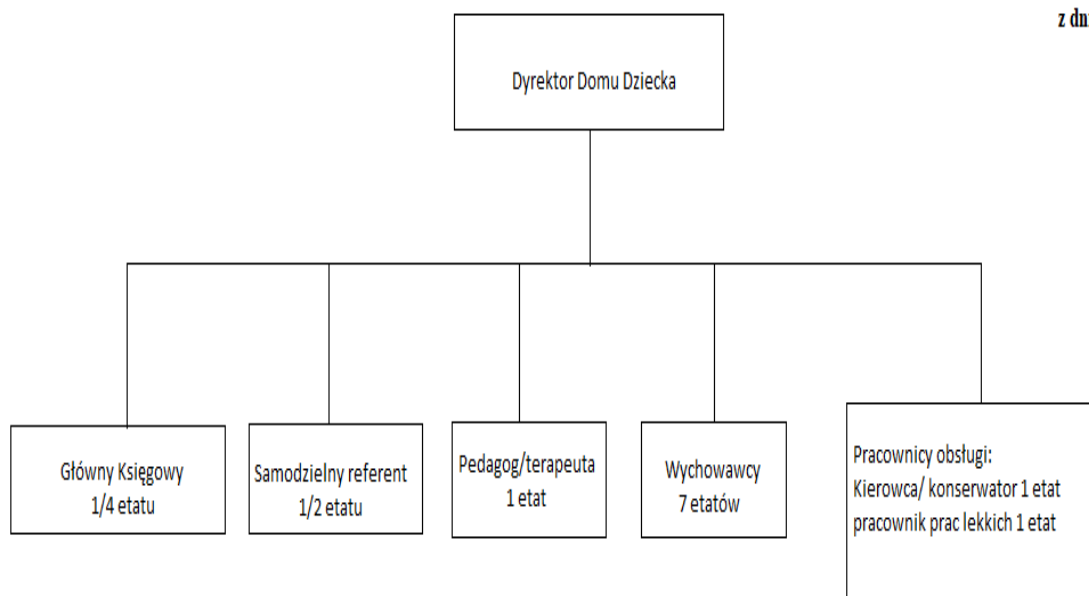 z dni
Dyrektor Domu Dziecka
Główny Księgowy
1/4 etatu
Samodzielny referent
1/2 etatu
Pedagog/terapeuta
1 etat
Wychowawcy
7 etatów
Pracownicy obsługi:
Kierowca/ konserwator 1 etat
pracownik prac lekkich 1 etat